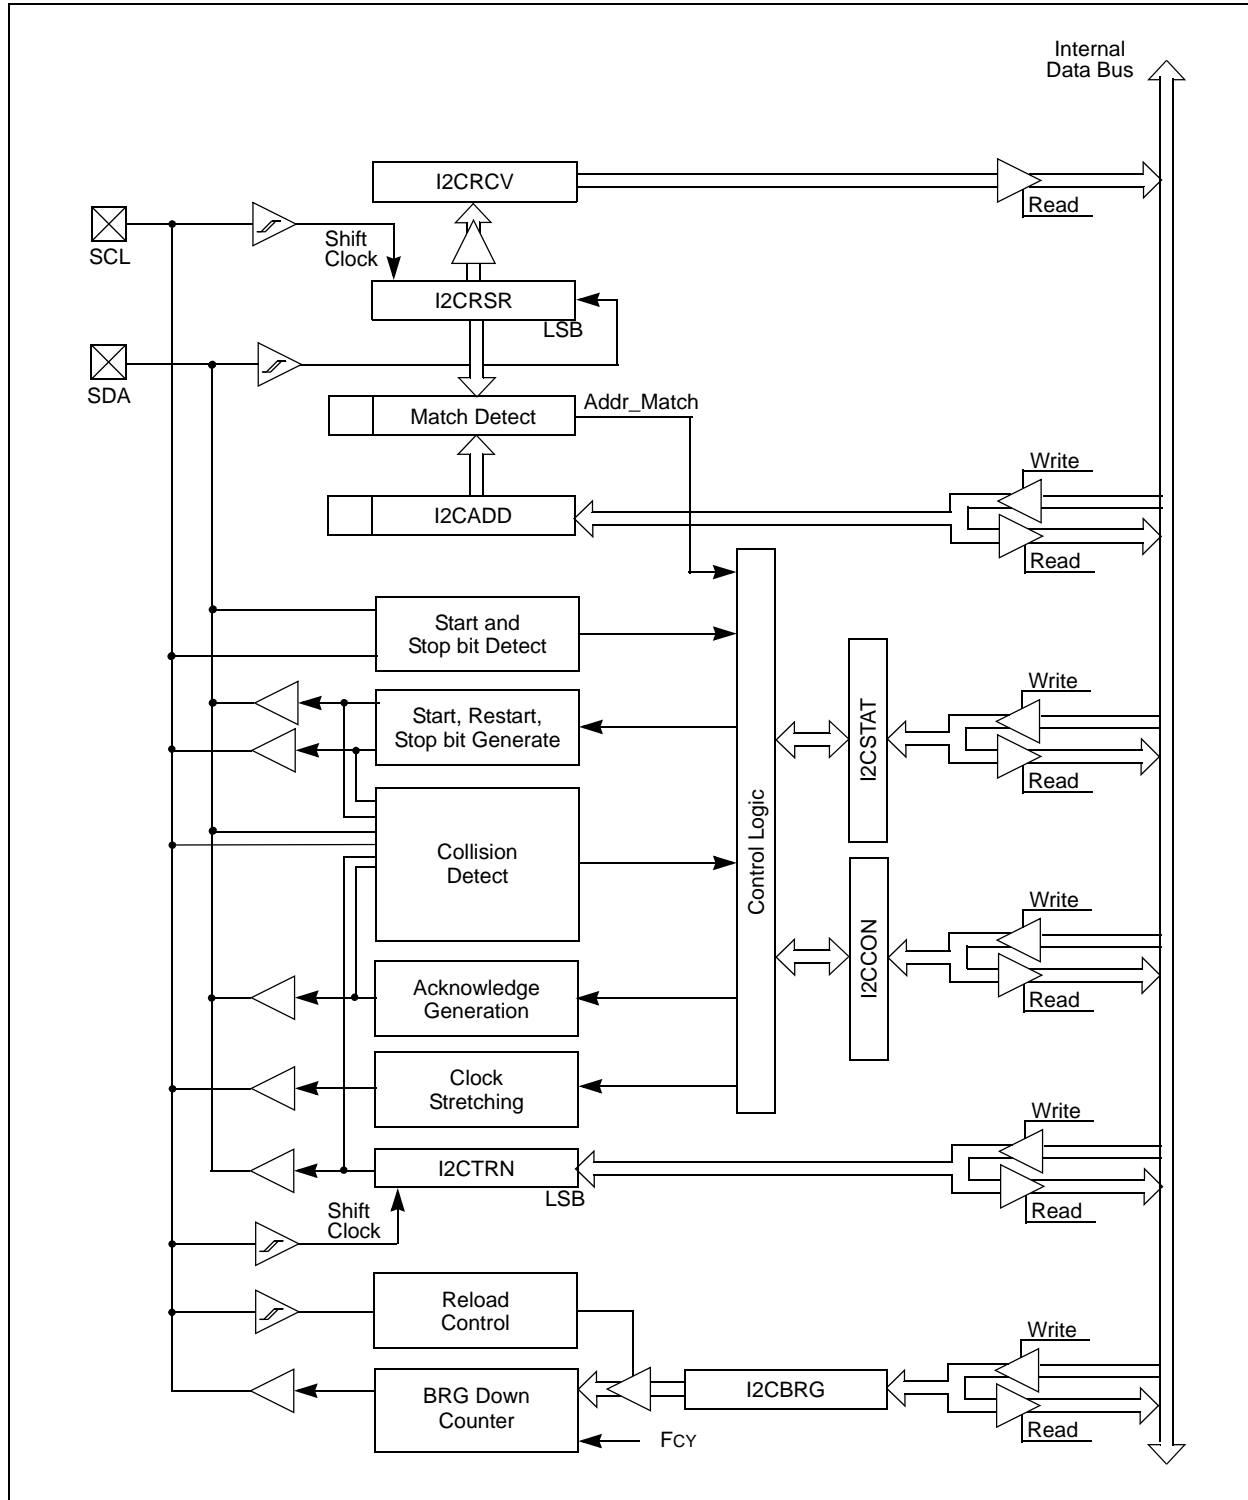 Internal
Data Bus
I2CRCV
Read
SCL
Shift
Clock
I2CRSR
LSB
SDA
Match Detect
Addr_Match
Write
I2CADD
Read
Start and
Stop bit Detect
Start, Restart,
Stop bit Generate
Write
I2CSTAT
Read
Control Logic
Collision
Detect
Write
I2CCON
Read
Acknowledge
Generation
Clock
Stretching
Write
I2CTRN
LSB
Read
Shift
Clock
Reload
Control
Write
I2CBRG
BRG Down
Counter
Read
FCY